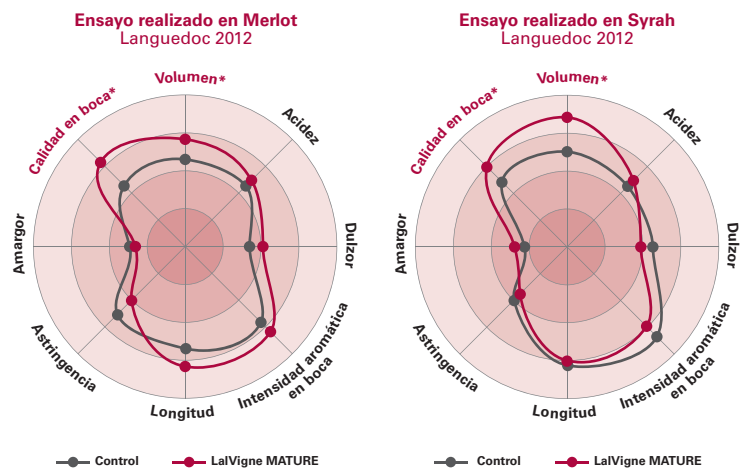 Ensayo realizado en Merlot
Languedoc 2012
Volumen*
Acidez
Dulzor
Intensidad aromática
en boca
Longitud
Astringencia
Amargor
Calidad en boca*
Control
LalVigne MATURE
Ensayo realizado en Syrah
Languedoc 2012
Volumen*
Acidez
Dulzor
Intensidad aromática
en boca
Longitud
Astringencia
Amargor
Calidad en boca*
Control
LalVigne MATURE